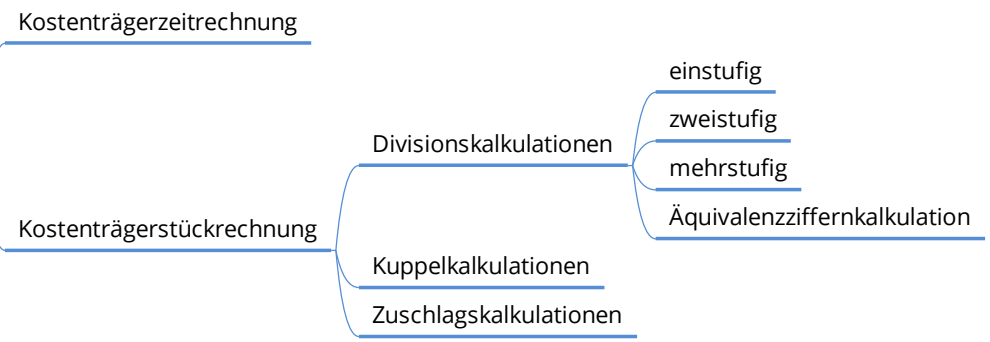 Kostenträgerzeitrechnung
Kostenträgerstückrechnung
Divisionskalkulationen
einstufig
zweistufig
mehrstufig
Äquivalenzziffernkalkulation
Kuppelkalkulationen
Zuschlagskalkulationen